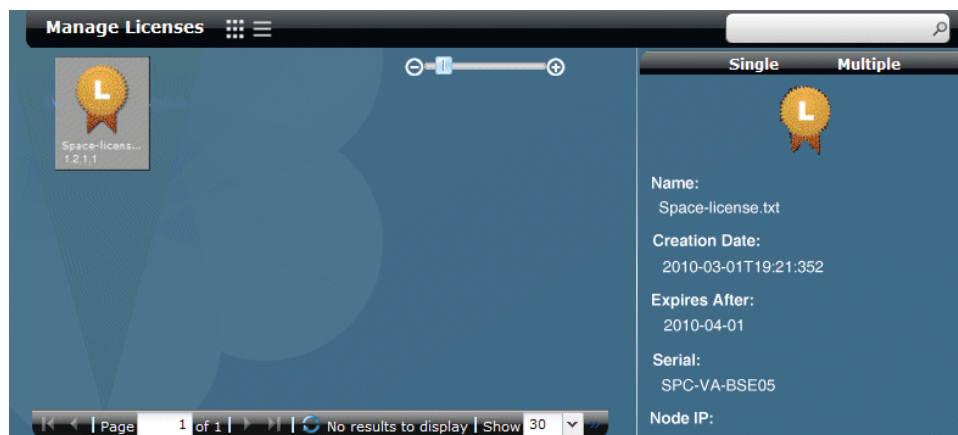 Manage Licenses
Single Multiple
L
Space-licens...
1.2,1,1
L
Name:
Space-license.txt
Creation Date:
2010-03-01T19:21:352
Expires After:
2010-04-01
Serial:
SPC-VA-BSE05
Node IP:
Page 1 of 1 No results to display Show 30